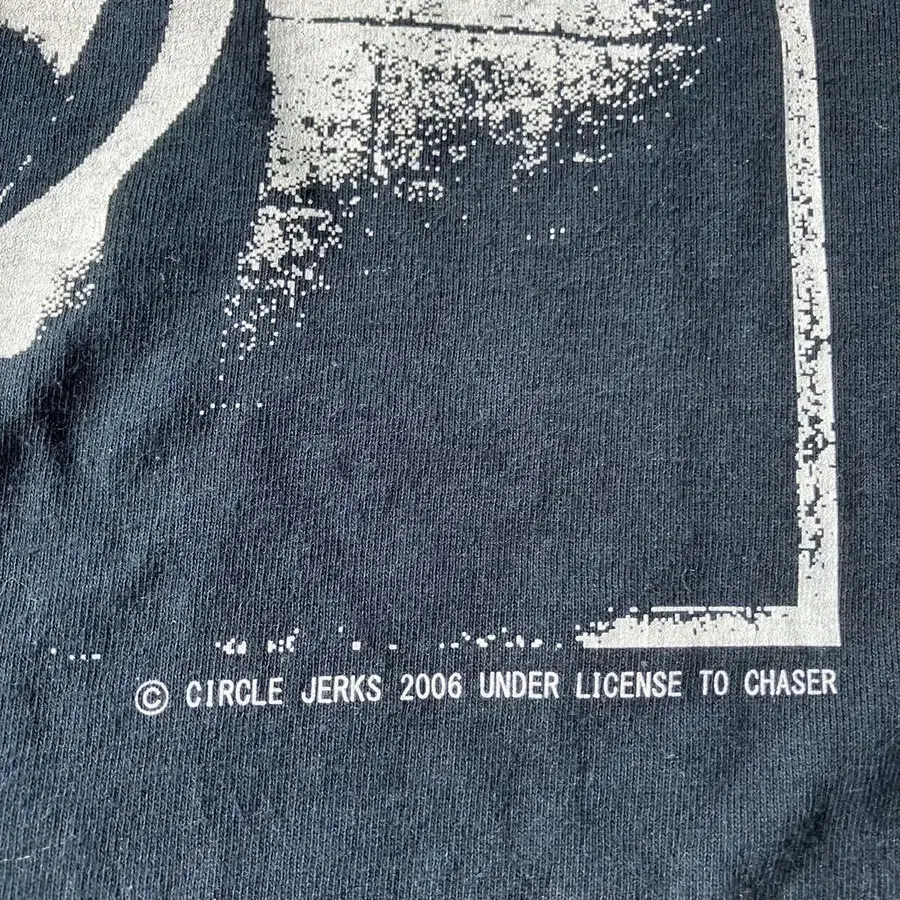 © CIRCLE JERKS 2006 UNDER LICENSE TO CHASER